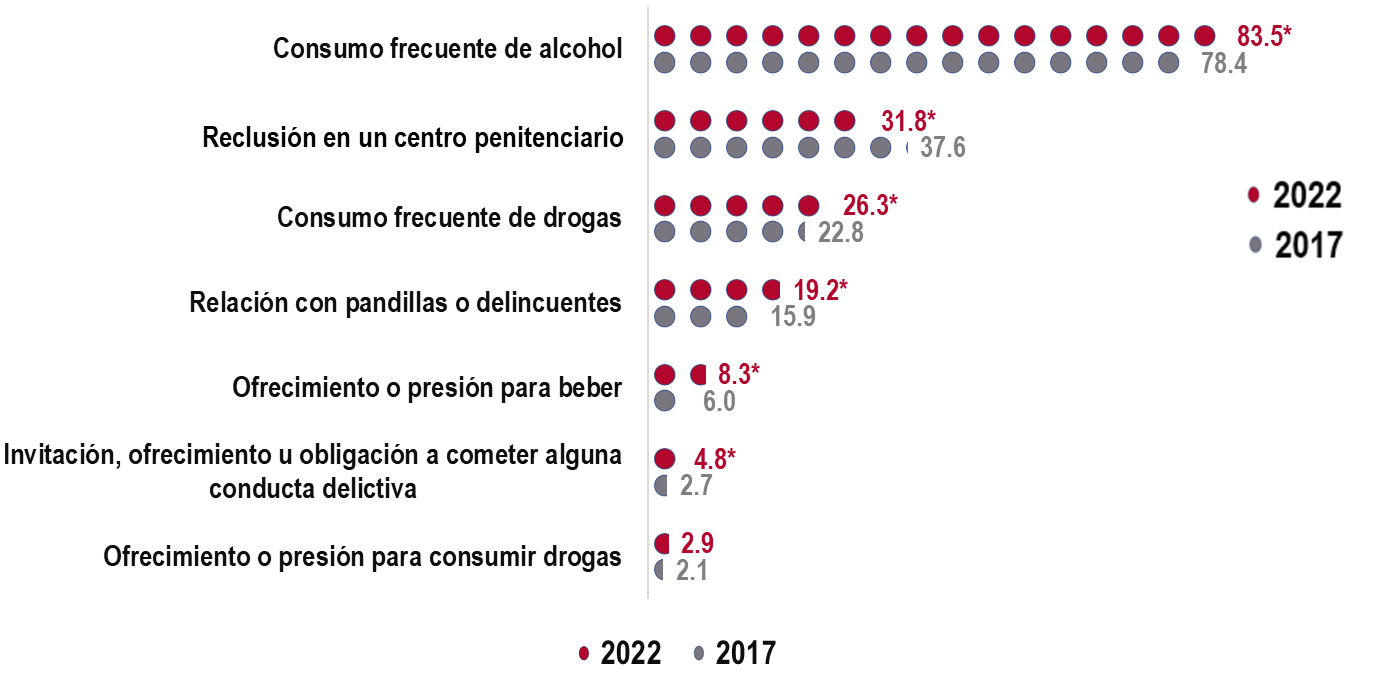 Consumo frecuente de alcohol
83.5*
78.4
Reclusión en un centro penitenciario
31.8*
37.6
Consumo frecuente de drogas
26.3*
22.8
Relación con pandillas o delincuentes
19.2*
15.9
Ofrecimiento o presión para beber
8.3*
6.0
Invitación, ofrecimiento u obligación a cometer alguna
conducta delictiva
4.8*
2.7
Ofrecimiento o presión para consumir drogas
2.9
2.1
2022
2017
2022 2017